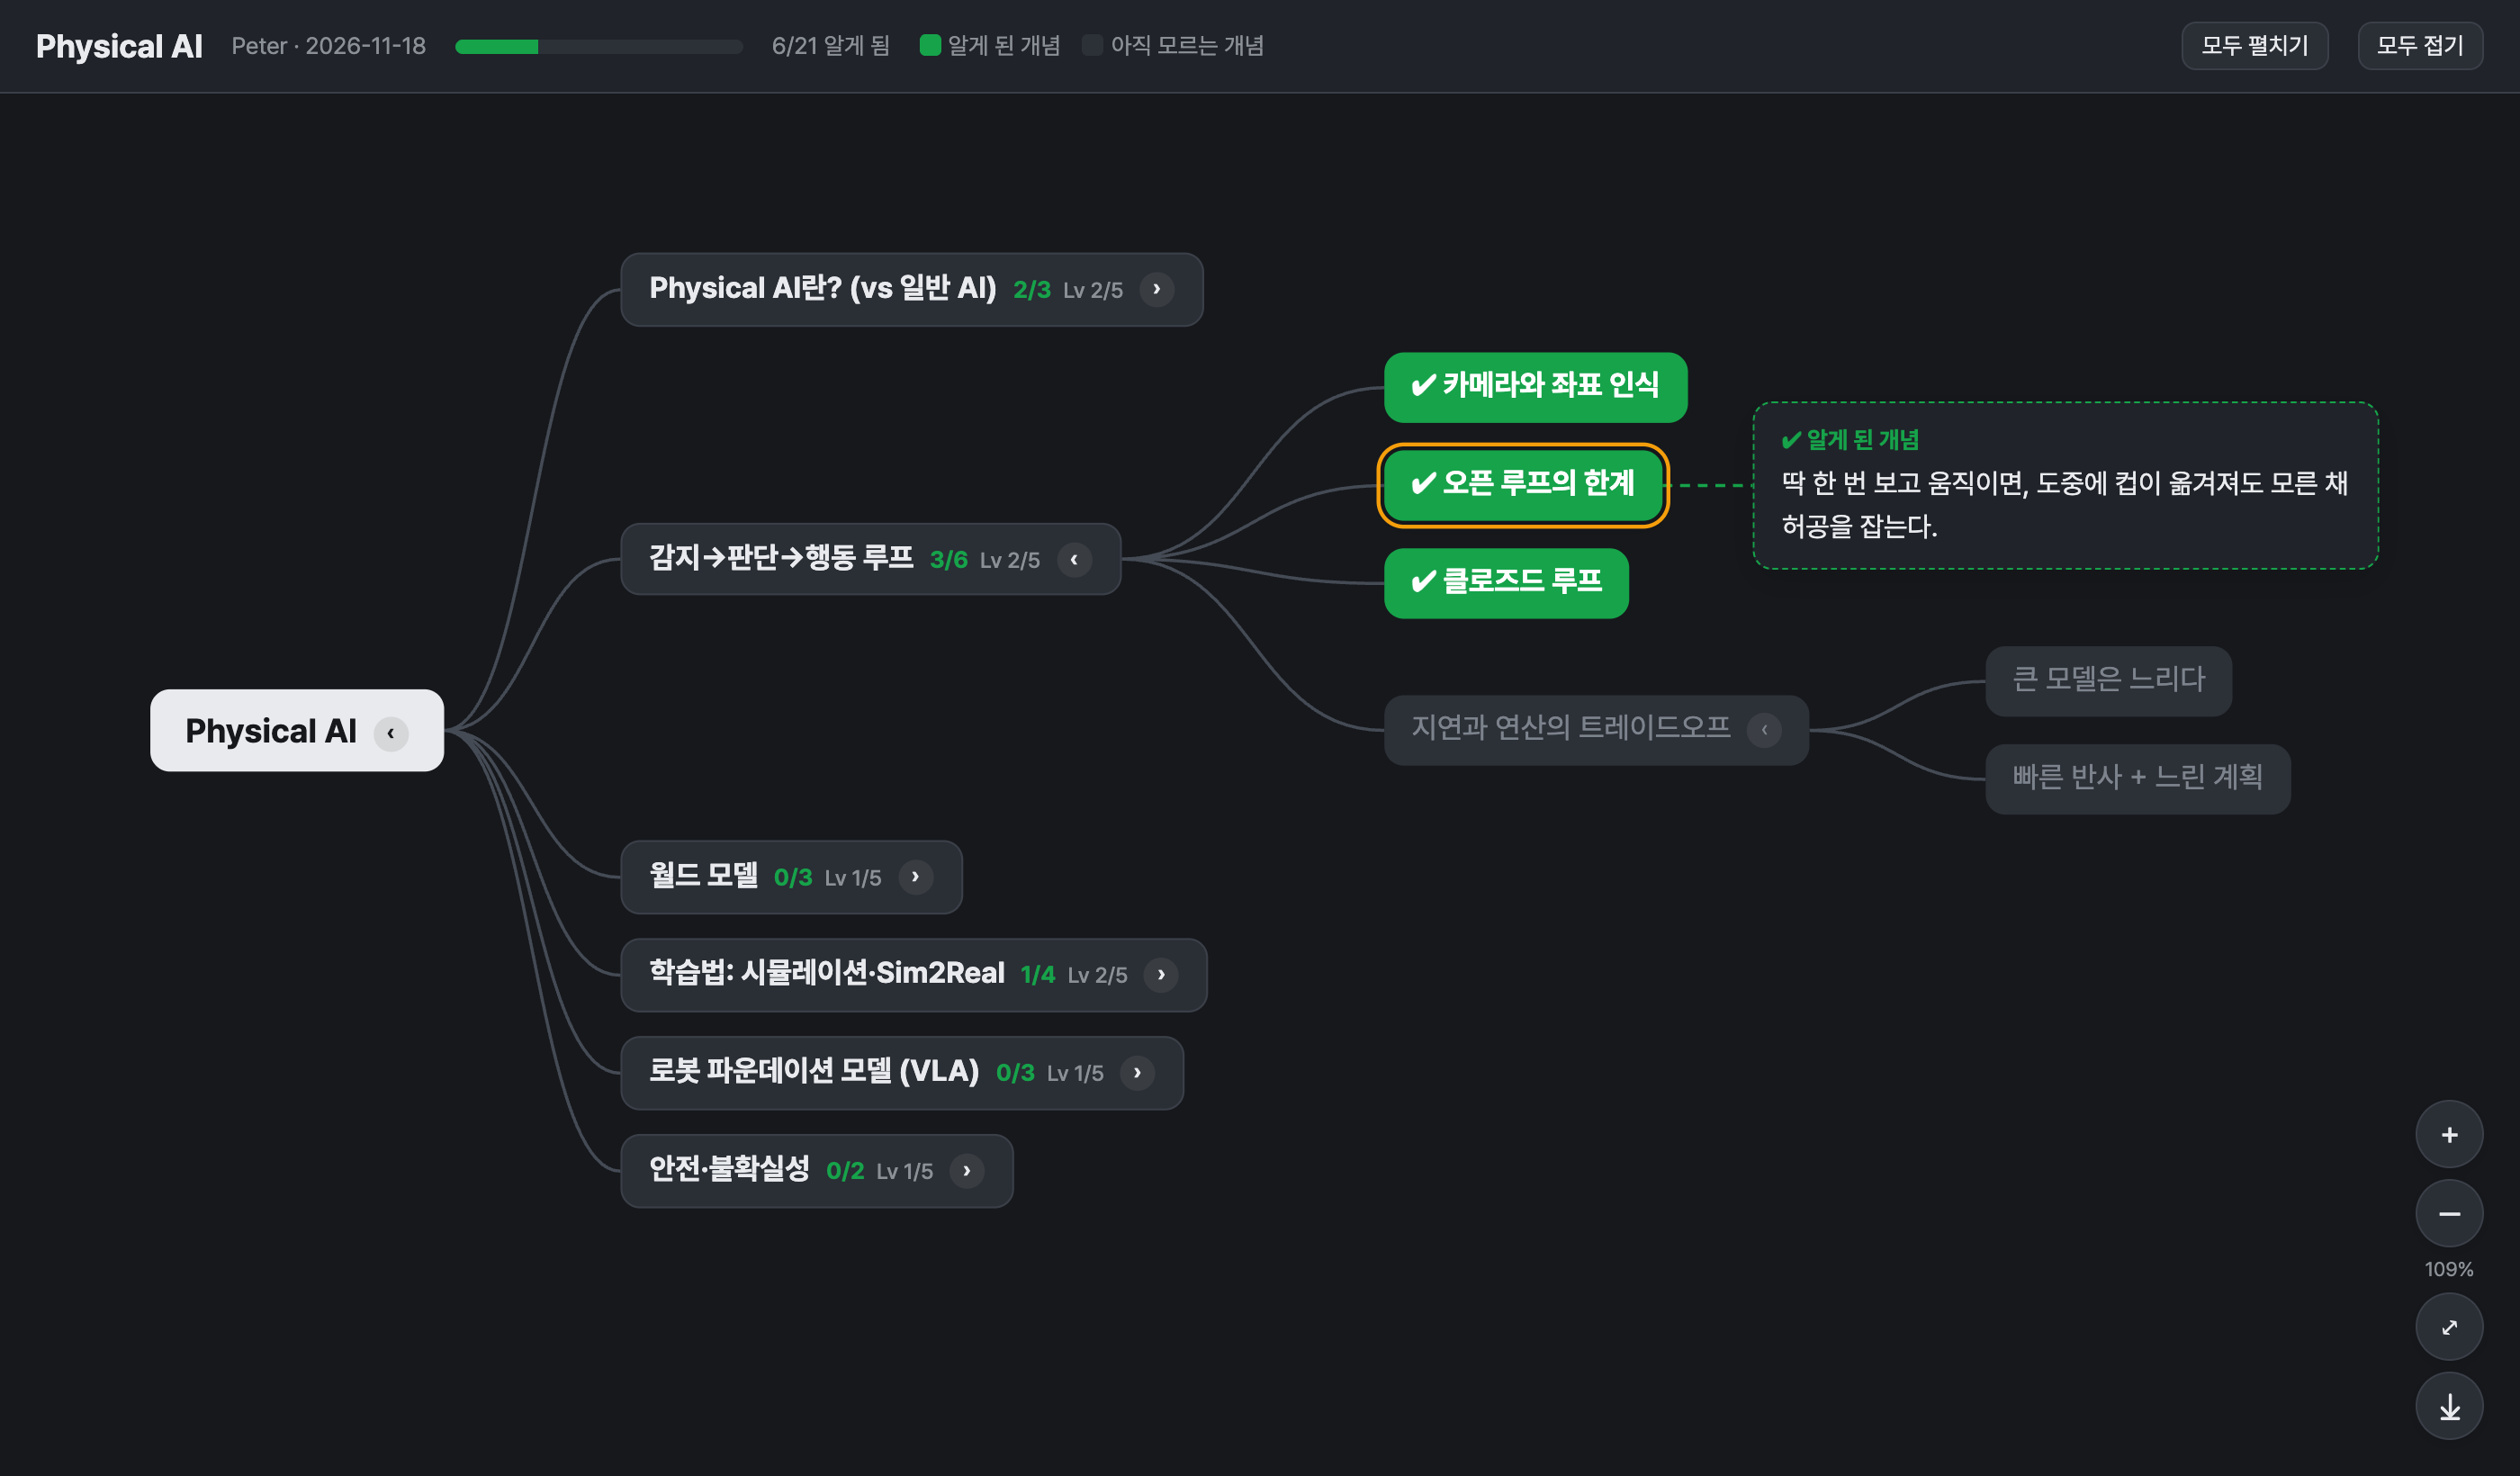 Physical AI Peter · 2026-11-18 6/21 알게 됨 알게 된 개념 아직 모르는 개념 모두 펼치기 모두 접기
Physical AI란? (vs 일반 AI) 2/3 Lv 2/5 ›
✔ 카메라와 좌표 인식
✔ 오픈 루프의 한계
✔ 알게 된 개념
딱 한 번 보고 움직이면, 도중에 컵이 옮겨져도 모른 채
허공을 잡는다.
감지→판단→행동 루프 3/6 Lv 2/5 ‹
✔ 클로즈드 루프
큰 모델은 느리다
지연과 연산의 트레이드오프 ‹
빠른 반사 + 느린 계획
Physical AI ‹
월드 모델 0/3 Lv 1/5 ›
학습법: 시뮬레이션·Sim2Real 1/4 Lv 2/5 ›
로봇 파운데이션 모델 (VLA) 0/3 Lv 1/5 ›
안전·불확실성 0/2 Lv 1/5 ›
+
−
109%